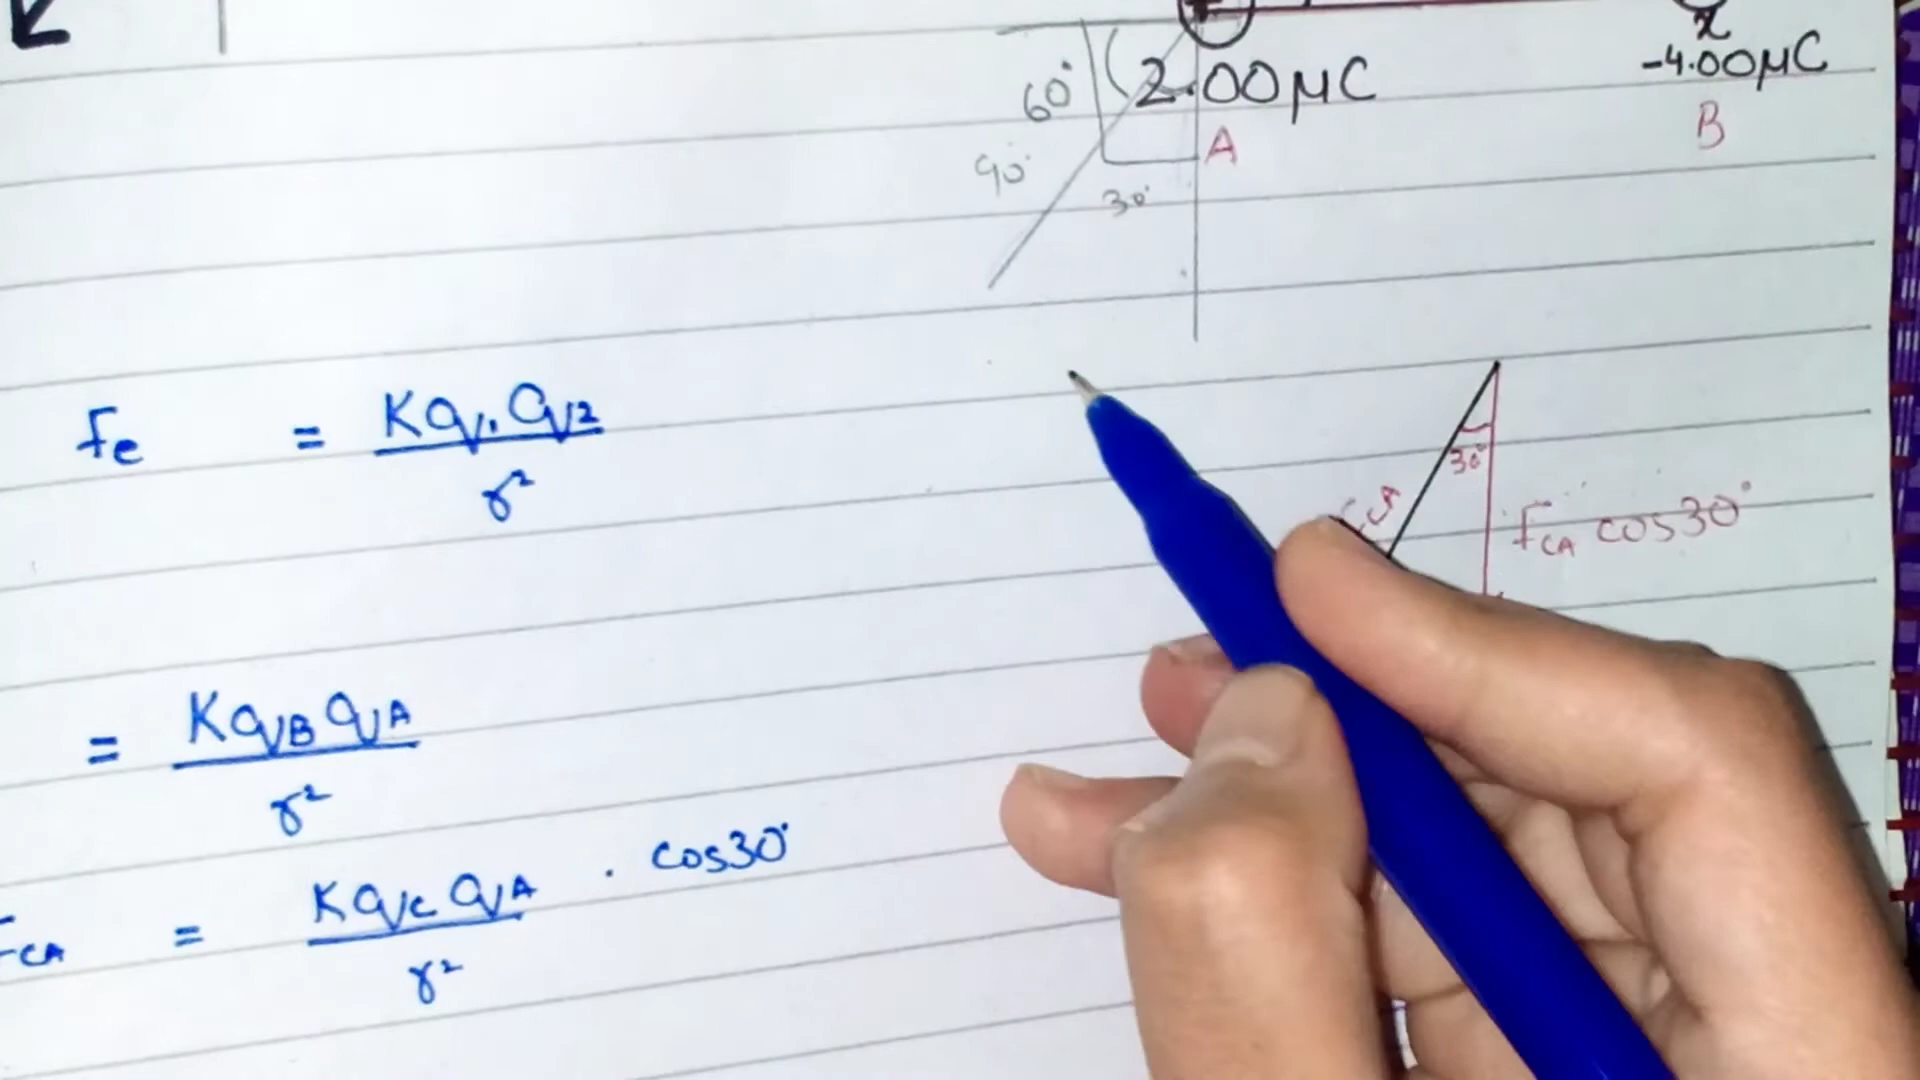 x
-4.00μC
60° 2.00μC
B
A
90°
30°
Fe = Kq1 q2
r²
30°
FCA cos30°
FCA
= KqB qA
r²
FCA = KqC qA . cos30°
r²